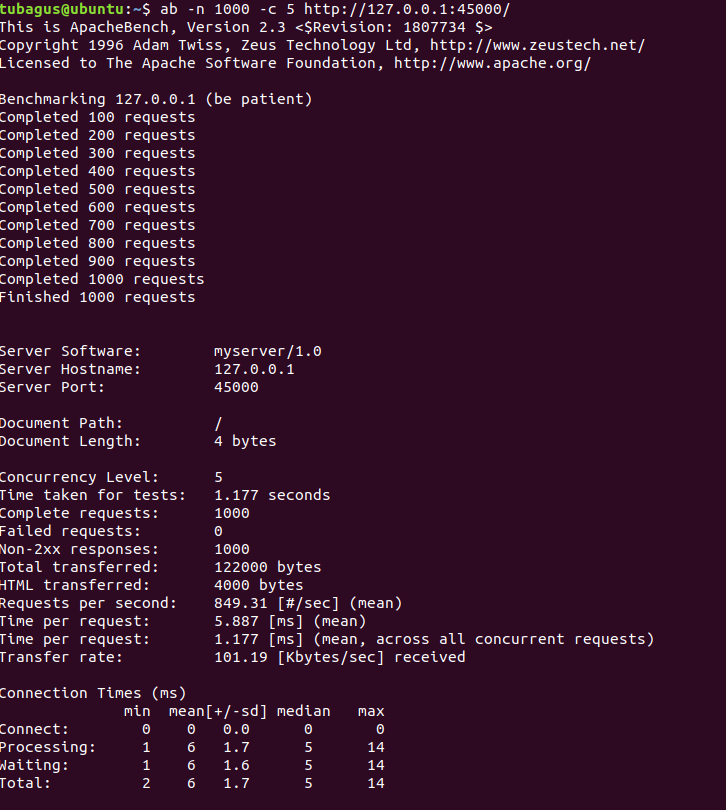 tubagus@ubuntu:~$ ab -n 1000 -c 5 http://127.0.0.1:45000/
This is ApacheBench, Version 2.3 <$Revision: 1807734 $>
Copyright 1996 Adam Twiss, Zeus Technology Ltd, http://www.zeustech.net/
Licensed to The Apache Software Foundation, http://www.apache.org/

Benchmarking 127.0.0.1 (be patient)
Completed 100 requests
Completed 200 requests
Completed 300 requests
Completed 400 requests
Completed 500 requests
Completed 600 requests
Completed 700 requests
Completed 800 requests
Completed 900 requests
Completed 1000 requests
Finished 1000 requests


Server Software:        myserver/1.0
Server Hostname:        127.0.0.1
Server Port:            45000

Document Path:          /
Document Length:        4 bytes

Concurrency Level:      5
Time taken for tests:   1.177 seconds
Complete requests:      1000
Failed requests:        0
Non-2xx responses:      1000
Total transferred:      122000 bytes
HTML transferred:       4000 bytes
Requests per second:    849.31 [#/sec] (mean)
Time per request:       5.887 [ms] (mean)
Time per request:       1.177 [ms] (mean, across all concurrent requests)
Transfer rate:          101.19 [Kbytes/sec] received

Connection Times (ms)
              min  mean[+/-sd] median   max
Connect:        0    0   0.0      0       0
Processing:     1    6   1.7      5      14
Waiting:        1    6   1.6      5      14
Total:          2    6   1.7      5      14